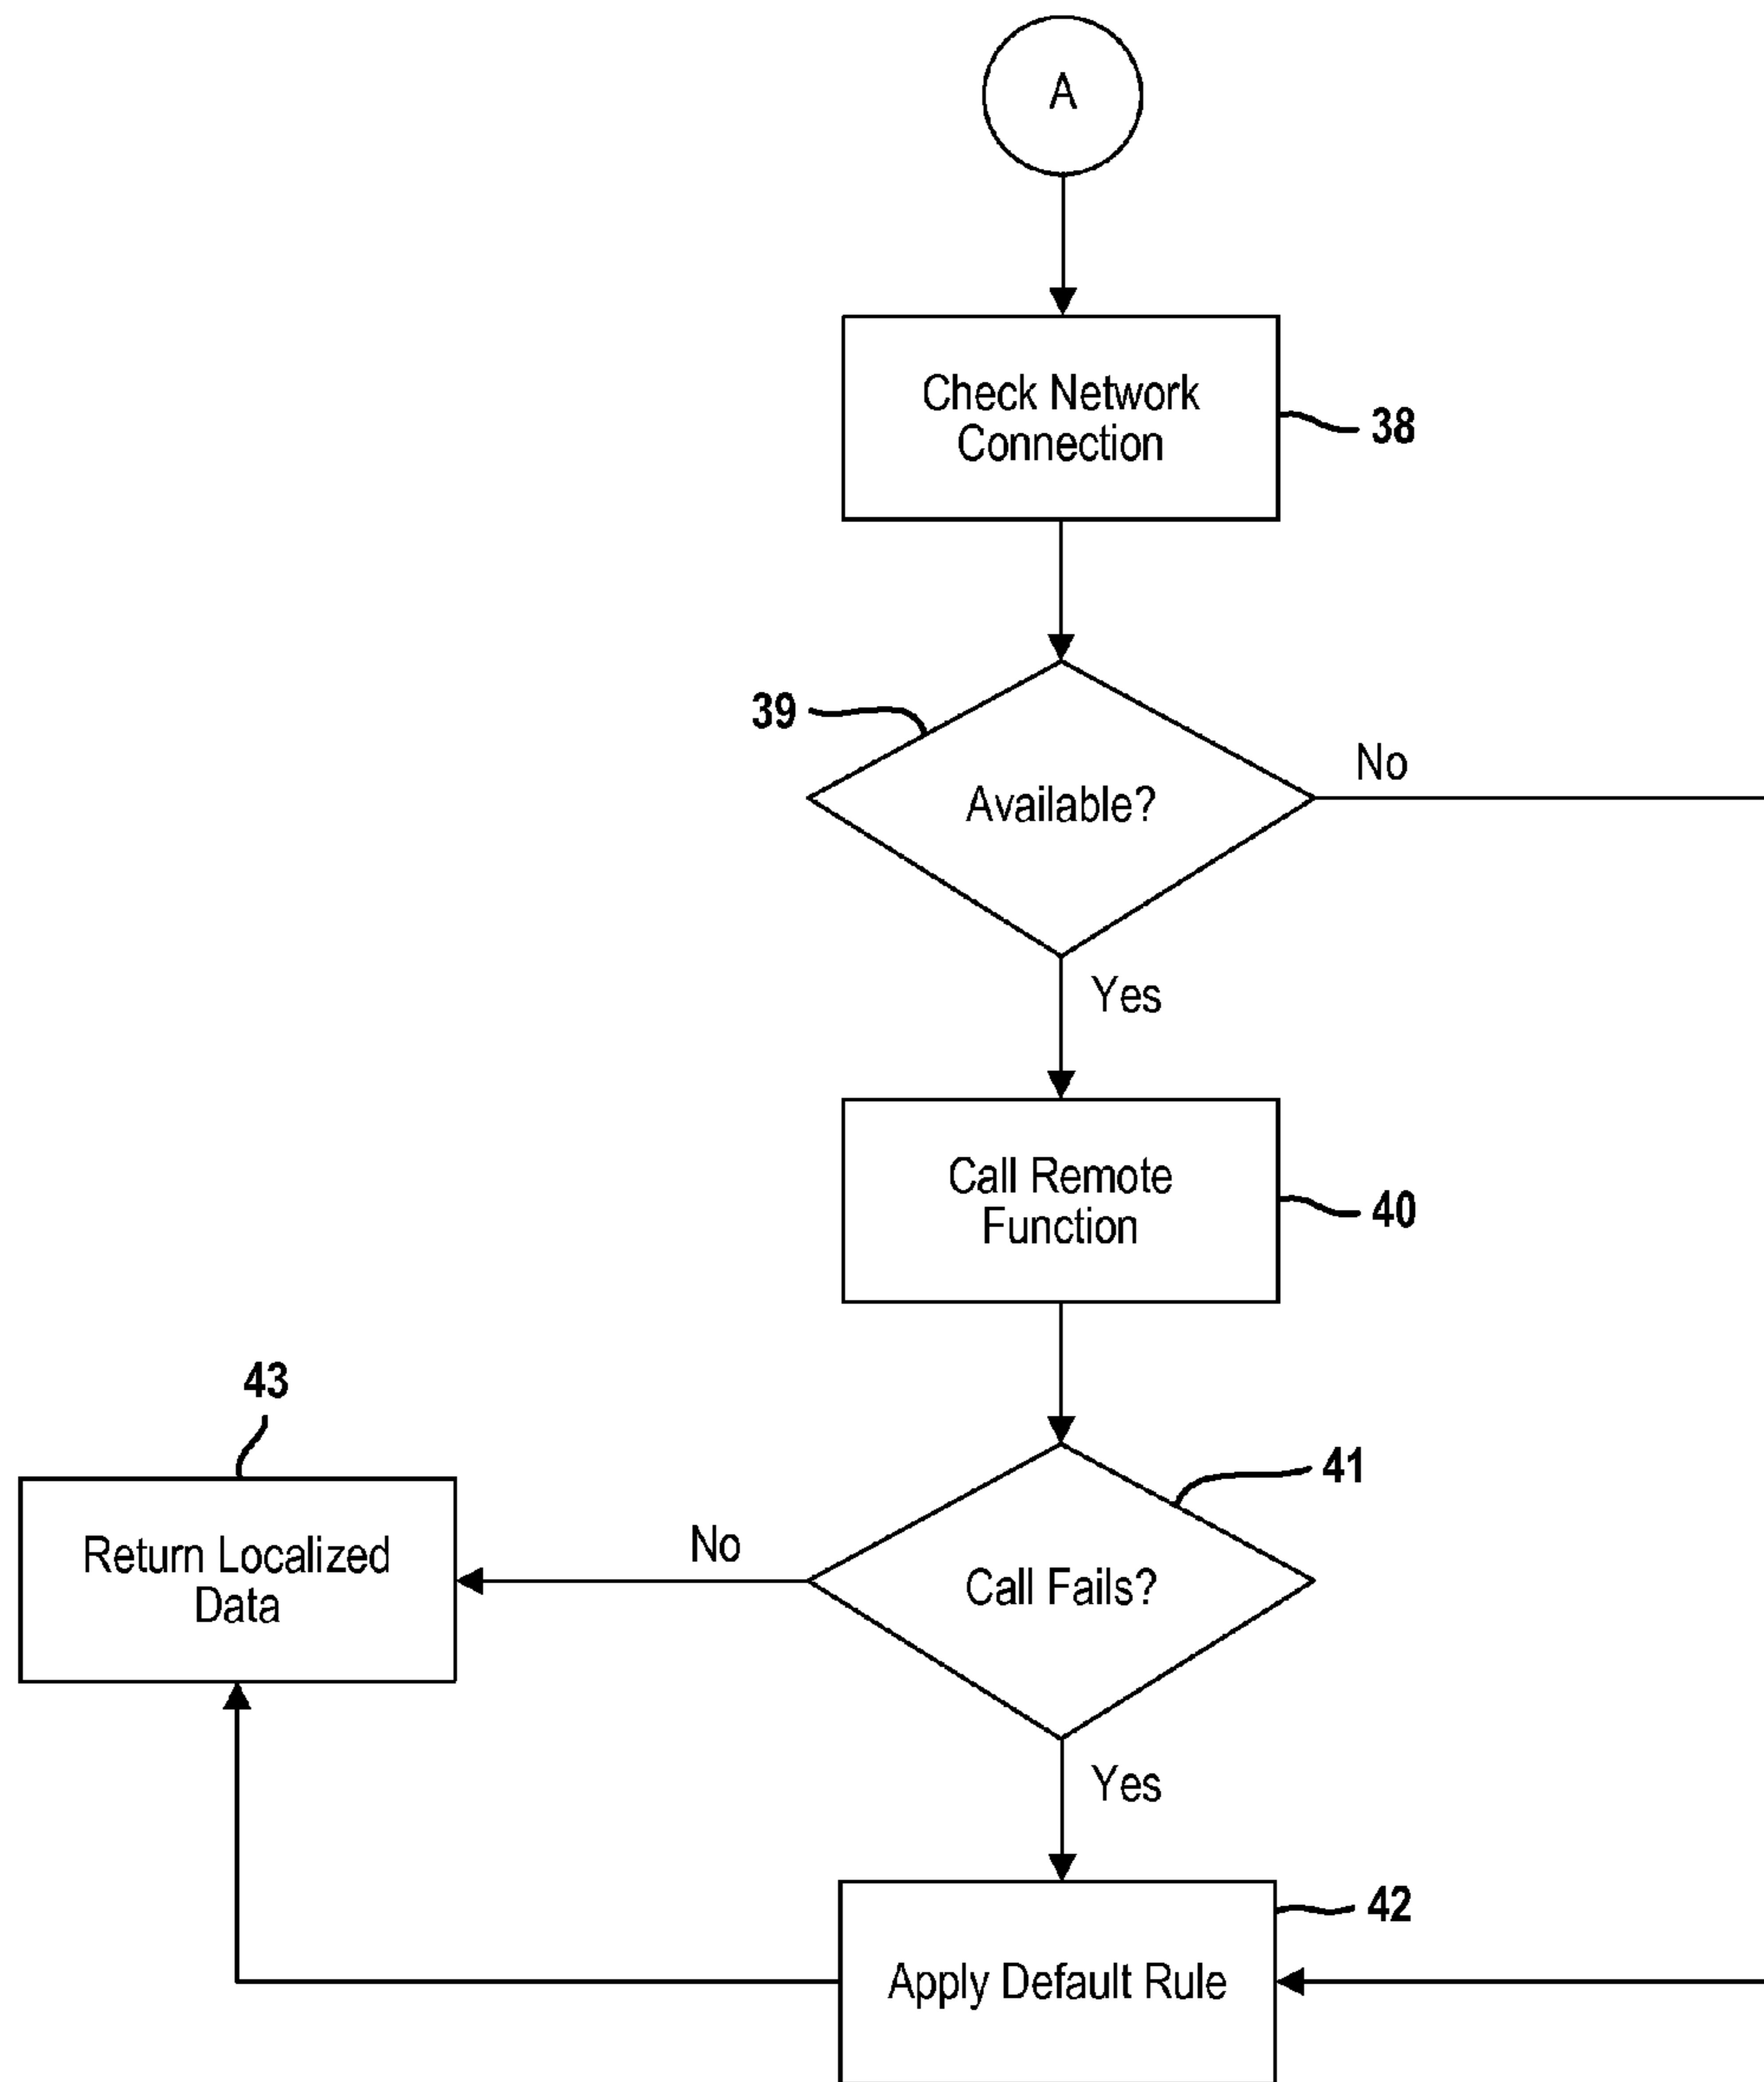 A
Check Network
Connection
38
39
Available?
No
Yes
Call Remote
Function
40
43
41
Return Localized
Data
No
Call Fails?
Yes
42
Apply Default Rule